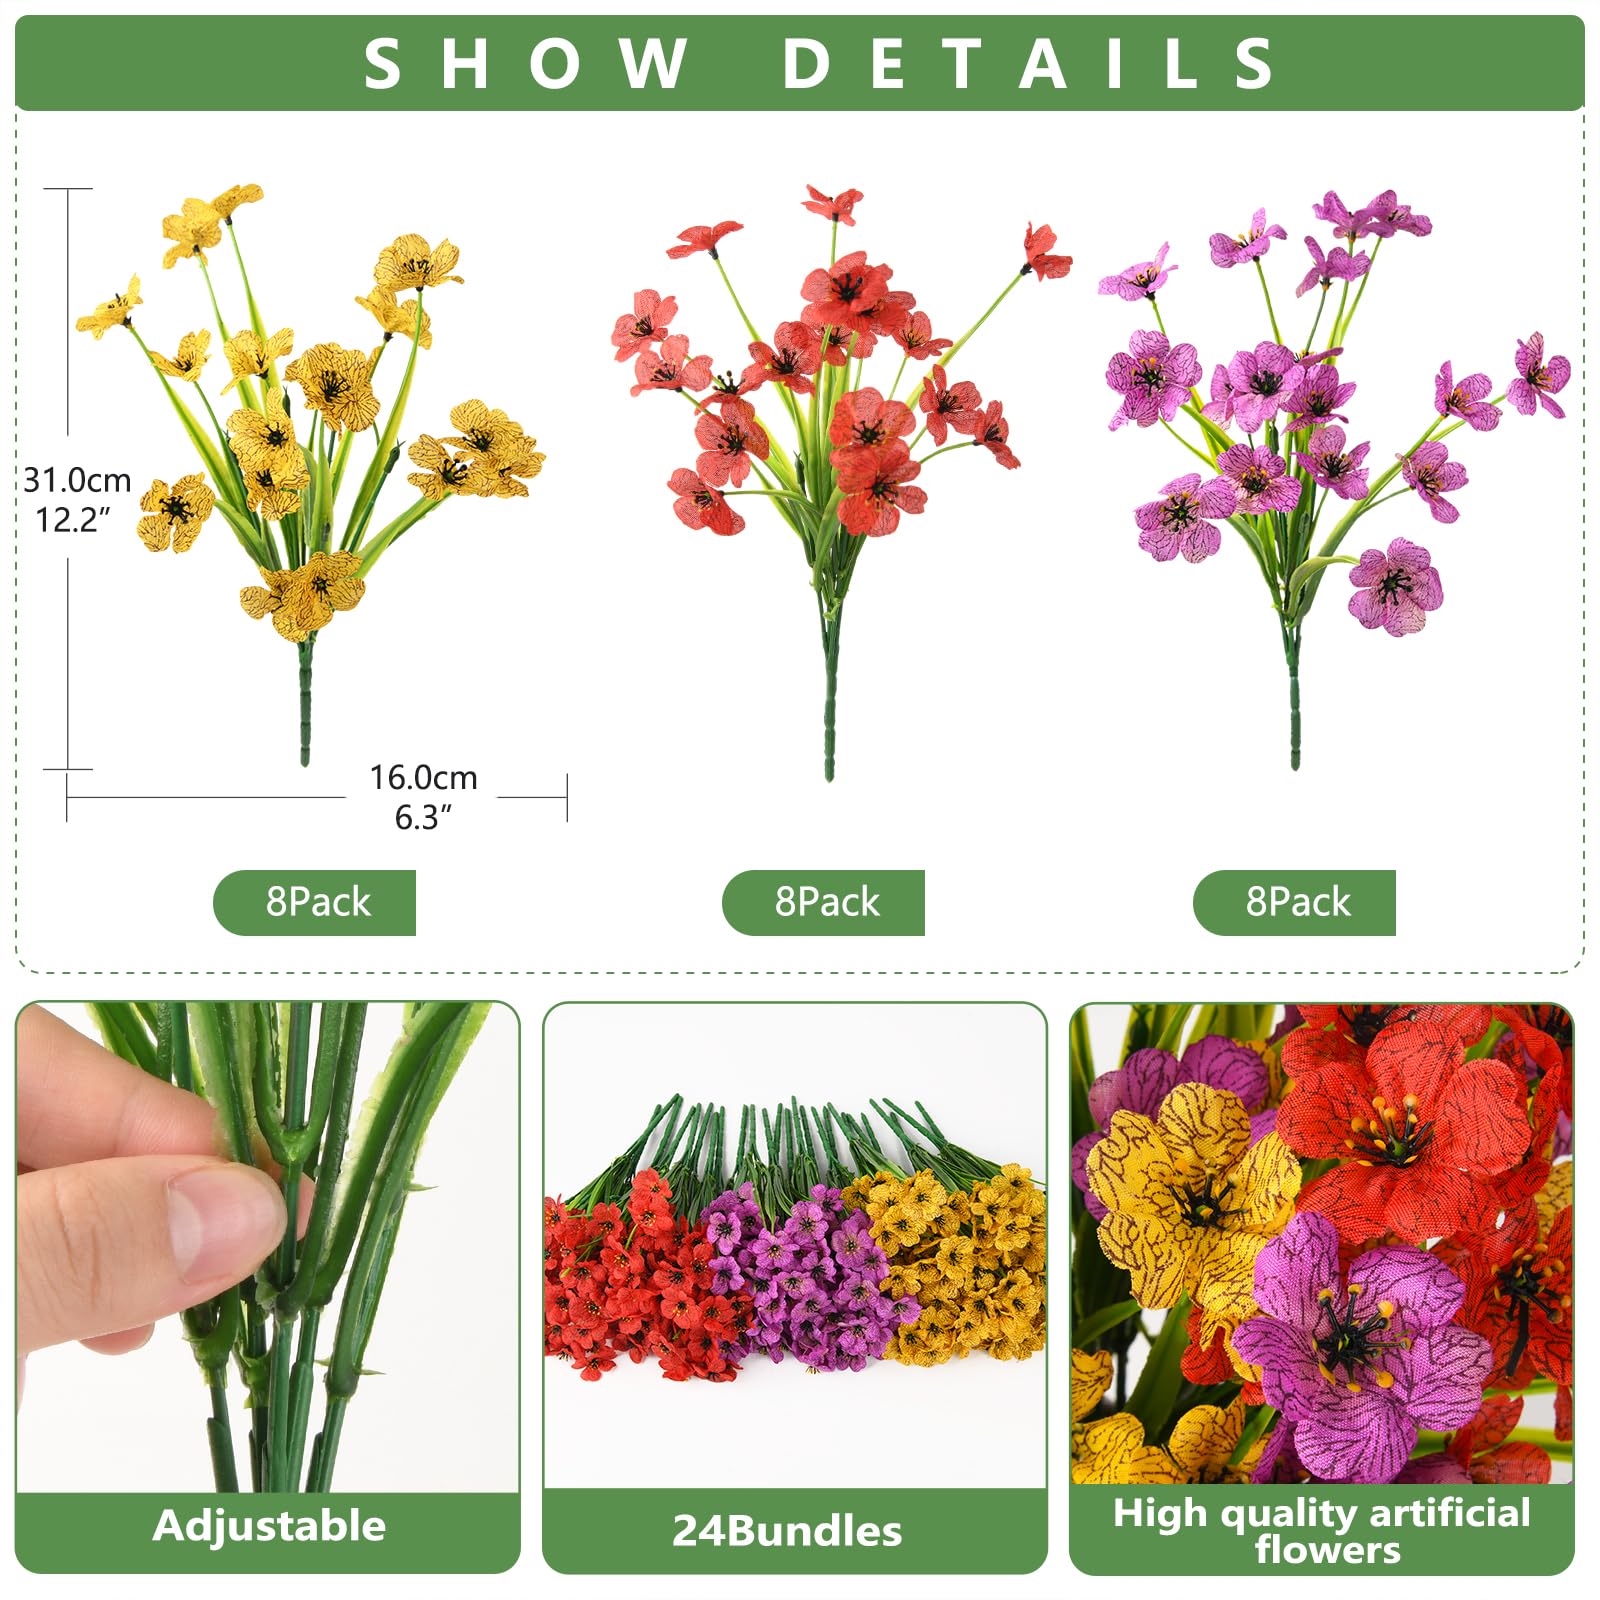 SHOW DETAILS
31.0cm
12.2”
16.0cm
6.3”
8Pack
8Pack
8Pack
Adjustable
24Bundles
High quality artificial
flowers